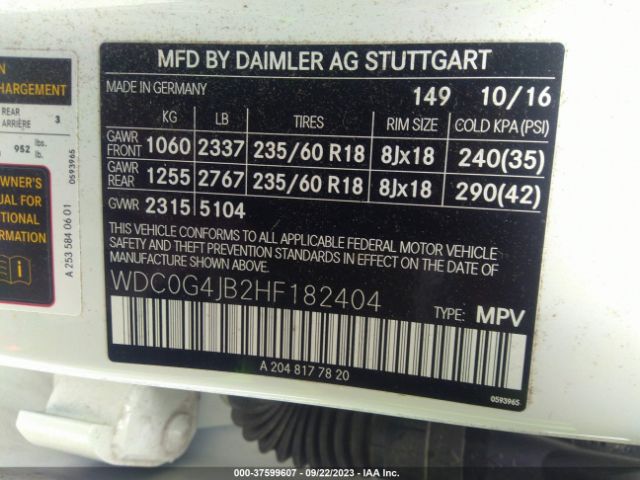 N
CHARGEMENT
REAR
ARRIÈRE
3
952 lbs.
lb.
0593965
OWNER'S
UAL FOR
TIONAL
RMATION
A 253 584 06 01
MFD BY DAIMLER AG STUTTGART
MADE IN GERMANY 149 10/16
KG LB TIRES RIM SIZE COLD KPA (PSI)
GAWR FRONT 1060 2337 235/60 R18 8Jx18 240(35)
GAWR REAR 1255 2767 235/60 R18 8Jx18 290(42)
GVWR 2315 5104
THIS VEHICLE CONFORMS TO ALL APPLICABLE FEDERAL MOTOR VEHICLE
SAFETY AND THEFT PREVENTION STANDARDS IN EFFECT ON THE DATE OF
MANUFACTURE SHOWN ABOVE.
WDC0G4JB2HF182404 TYPE: MPV
A 204 817 78 20
0593965
000-37599607 - 09/22/2023 - IAA Inc.